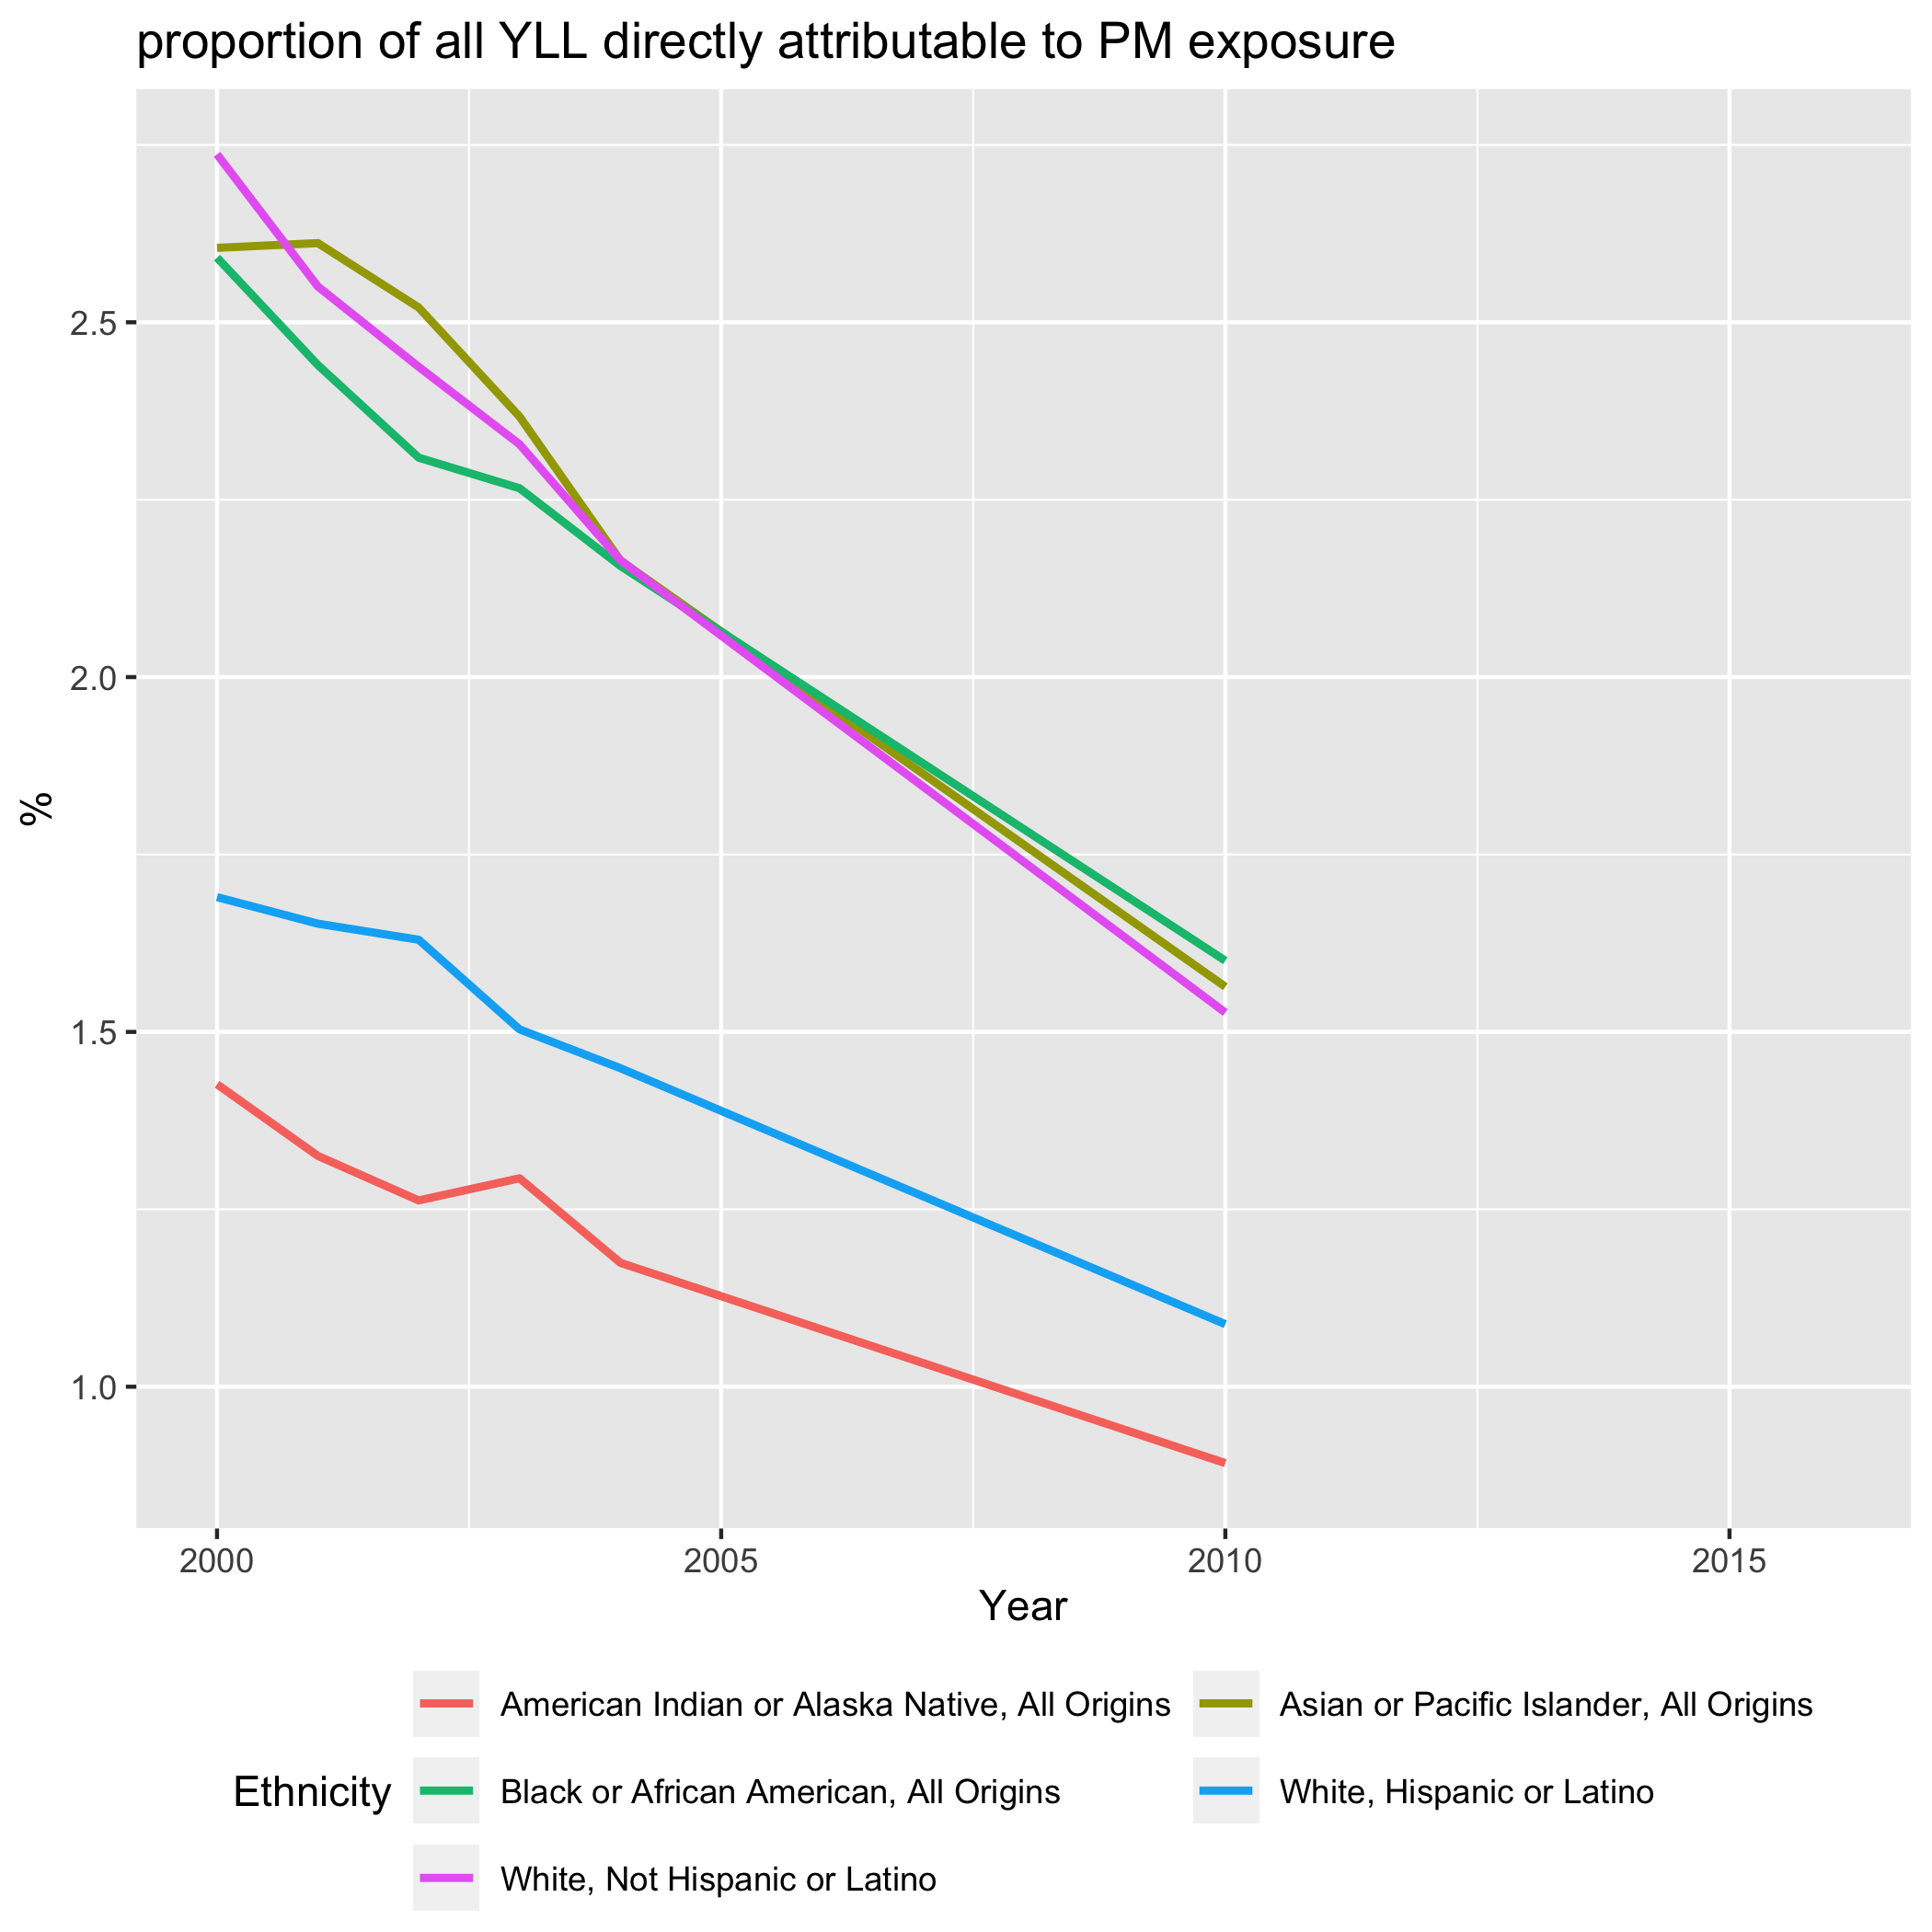 proportion of all YLL directly attributable to PM exposure
%
2.5
2.0
1.5
1.0
2000 2005 2010 2015
Year
Ethnicity
American Indian or Alaska Native, All Origins
Asian or Pacific Islander, All Origins
Black or African American, All Origins
White, Hispanic or Latino
White, Not Hispanic or Latino